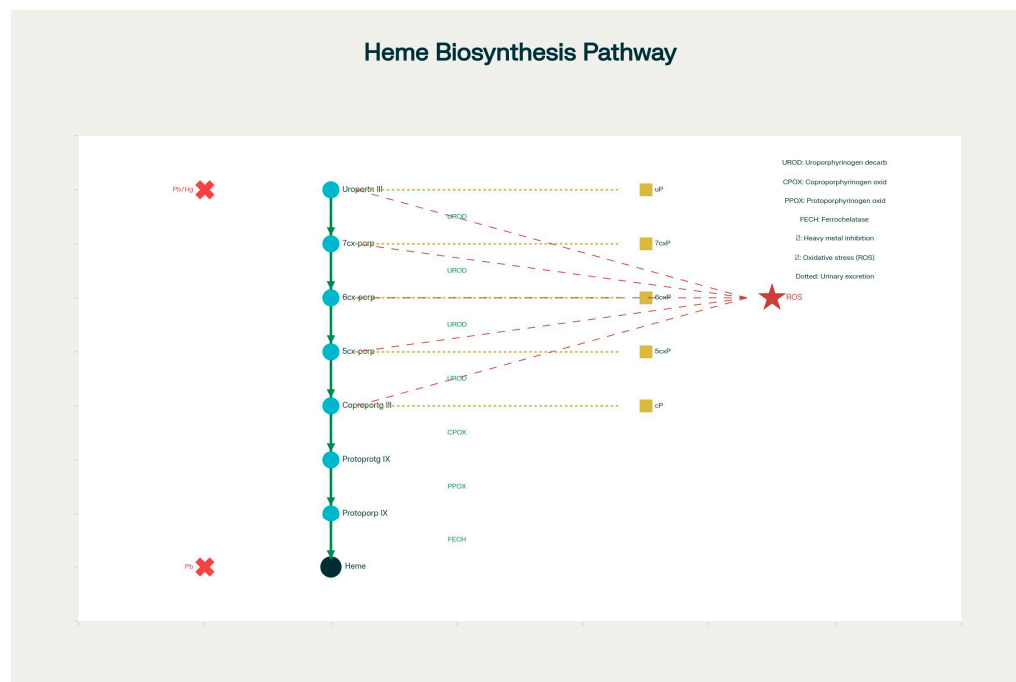 Heme Biosynthesis Pathway
UROD: Uroporphyrinogen decarb
CPOX: Coproporphyrinogen oxid
PPOX: Protoporphyrinogen oxid
FECH: Ferrochelatase
: Heavy metal inhibition
: Oxidative stress (ROS)
Dotted: Urinary excretion
Pb/Hg
Uroportn III
uP
UROD
7cx-porp
7cxP
UROD
6cx-porp
6cxP
ROS
UROD
5cx-porp
5cxP
UROD
Coproportg III
cP
CPOX
Protoprotg IX
PPOX
Protoporp IX
FECH
Pb
Heme